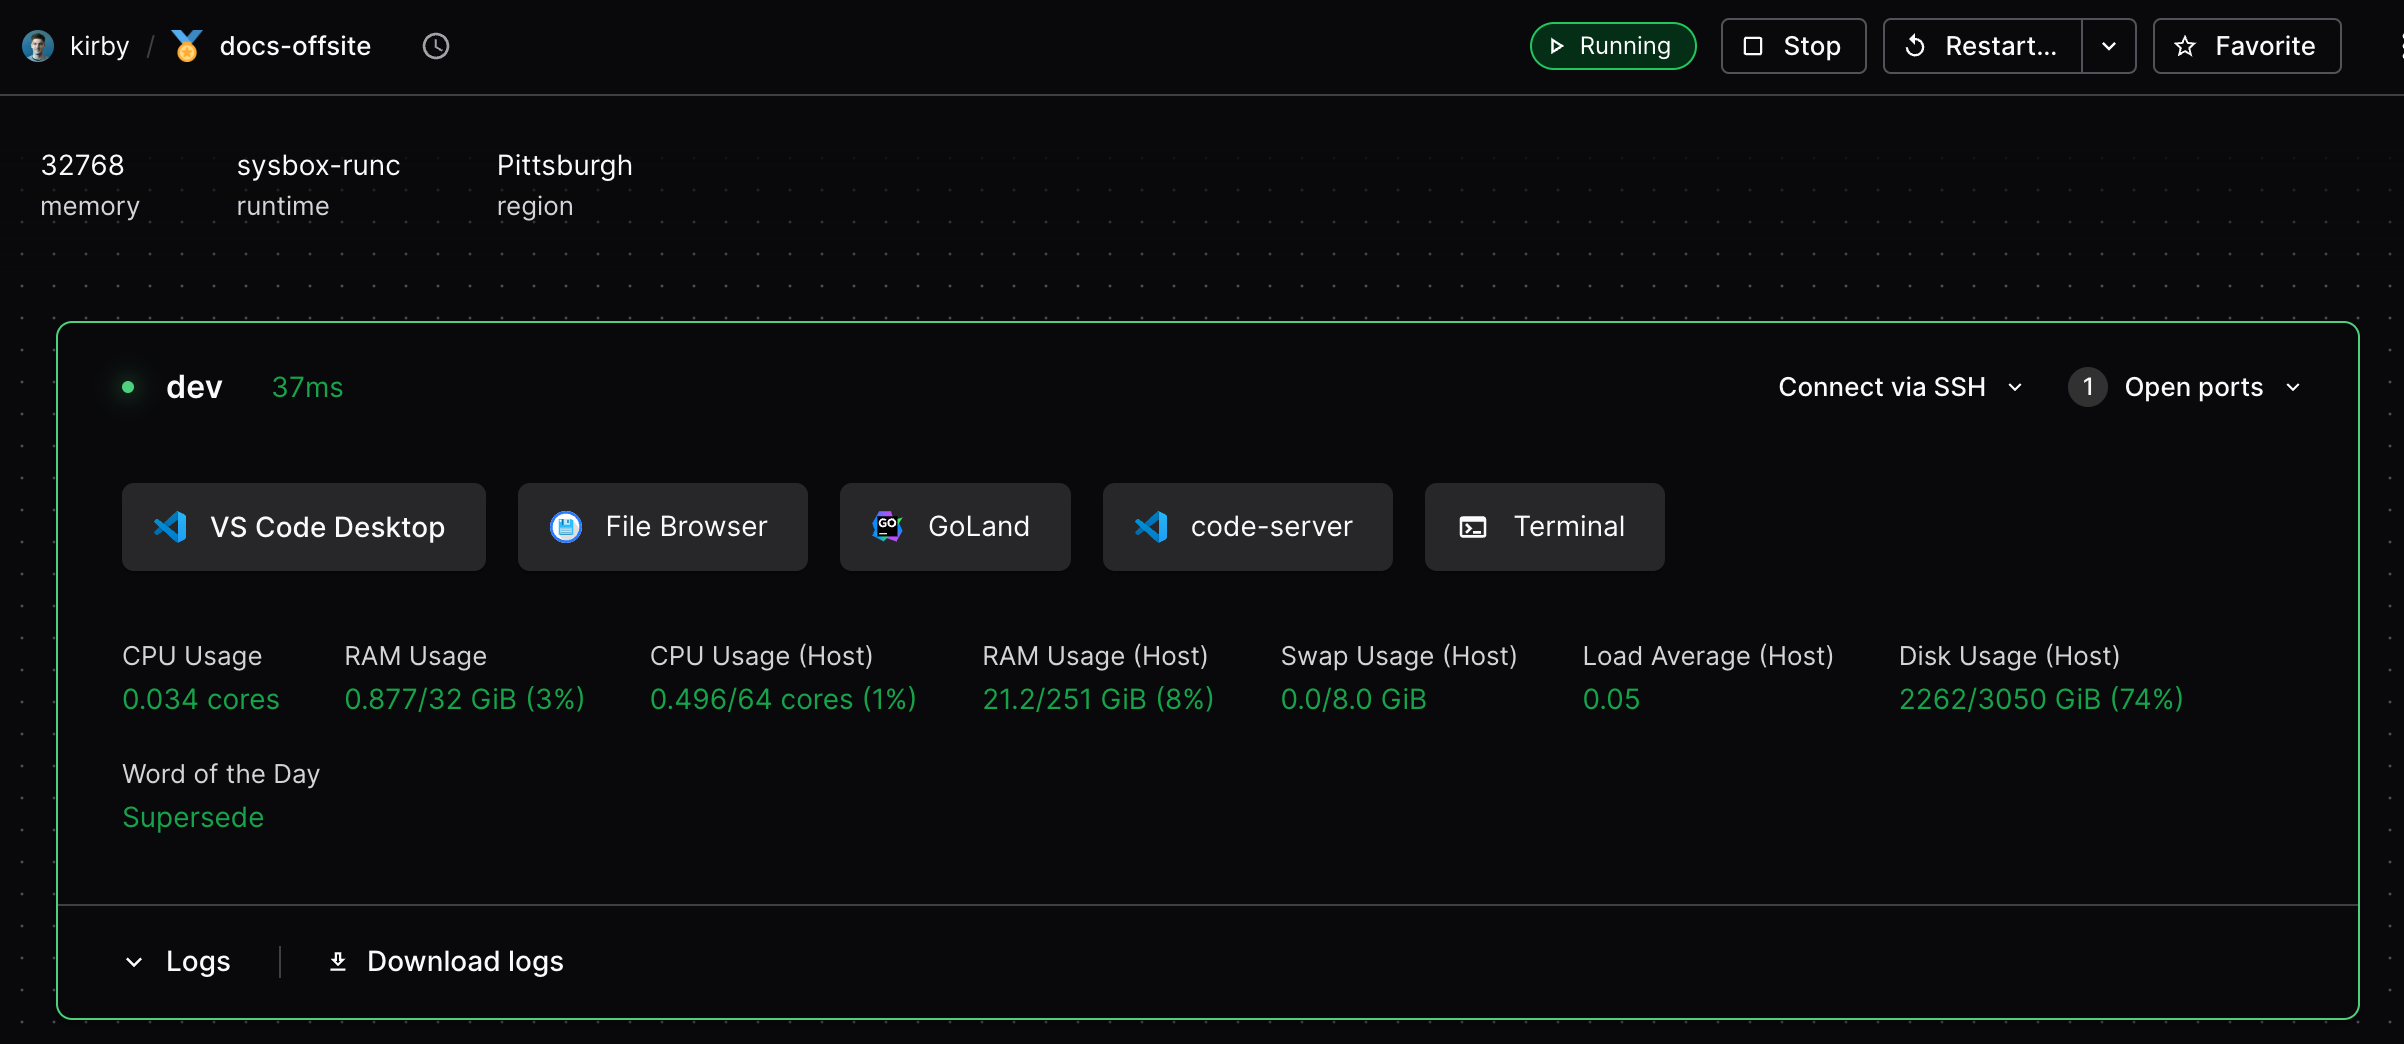 kirby / docs-offsite
Running
Stop
Restart...
Favorite
32768
memory
sysbox-runc
runtime
Pittsburgh
region
dev 37ms
Connect via SSH
1 Open ports
VS Code Desktop
File Browser
GO
GoLand
code-server
Terminal
CPU Usage
0.034 cores
RAM Usage
0.877/32 GiB (3%)
CPU Usage (Host)
0.496/64 cores (1%)
RAM Usage (Host)
21.2/251 GiB (8%)
Swap Usage (Host)
0.0/8.0 GiB
Load Average (Host)
0.05
Disk Usage (Host)
2262/3050 GiB (74%)
Word of the Day
Supersede
Logs
Download logs